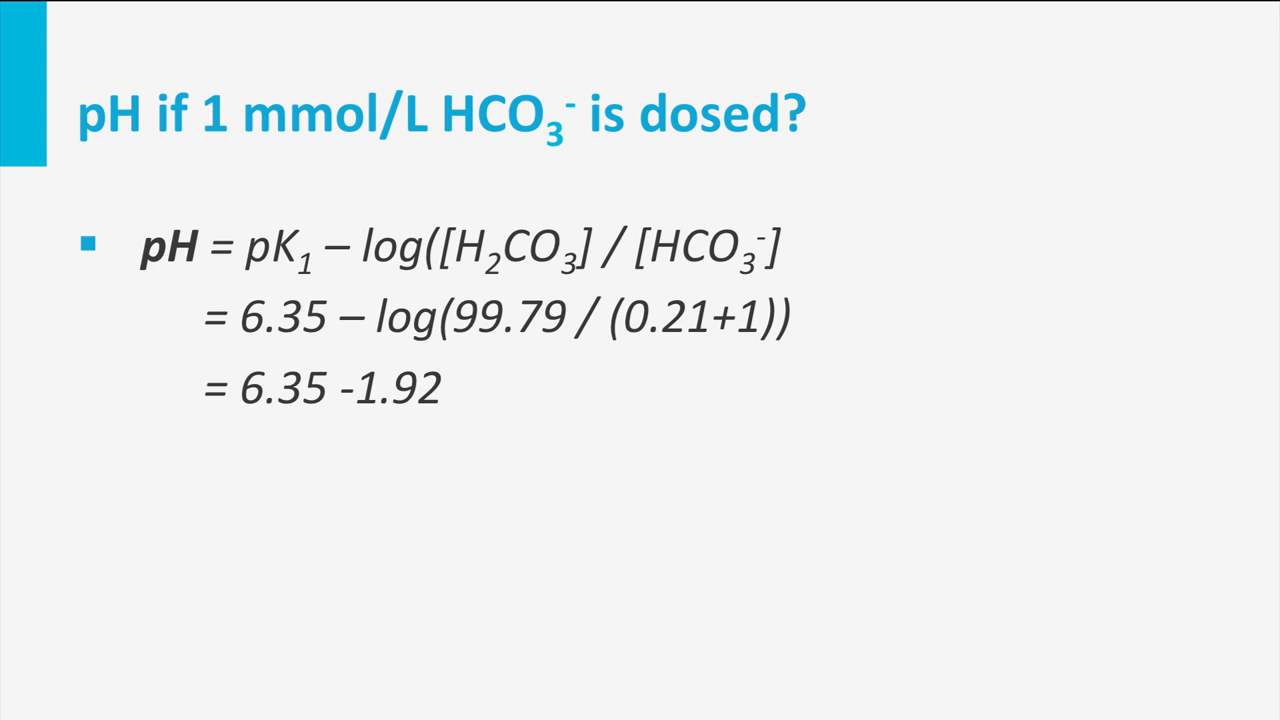 pH if 1 mmol/L HCO₃⁻ is dosed?
▪ pH = pK₁ – log([H₂CO₃] / [HCO₃⁻]
= 6.35 – log(99.79 / (0.21+1))
= 6.35 -1.92